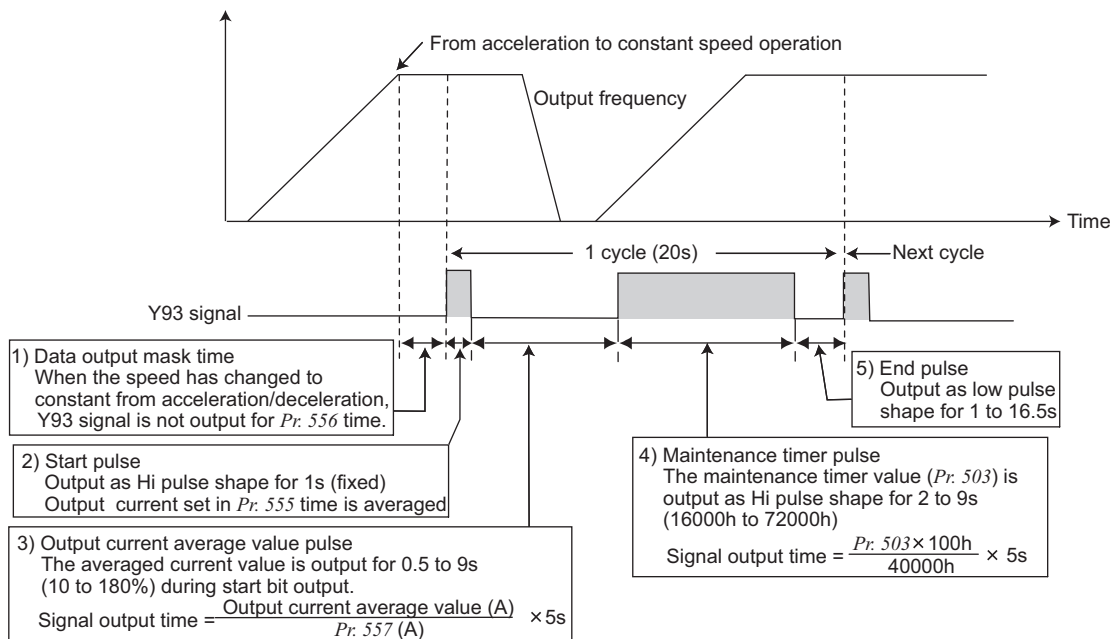 From acceleration to constant speed operation
Output frequency
Time
1 cycle (20s)
Next cycle
Y93 signal
1) Data output mask time
When the speed has changed to
constant from acceleration/deceleration,
Y93 signal is not output for Pr. 556 time.
2) Start pulse
Output as Hi pulse shape for 1s (fixed)
Output current set in Pr. 555 time is averaged
3) Output current average value pulse
The averaged current value is output for 0.5 to 9s
(10 to 180%) during start bit output.
Signal output time = Output current average value (A) / Pr. 557 (A) × 5s
4) Maintenance timer pulse
The maintenance timer value (Pr. 503) is
output as Hi pulse shape for 2 to 9s
(16000h to 72000h)
Signal output time = Pr. 503 × 100h / 40000h × 5s
5) End pulse
Output as low pulse
shape for 1 to 16.5s